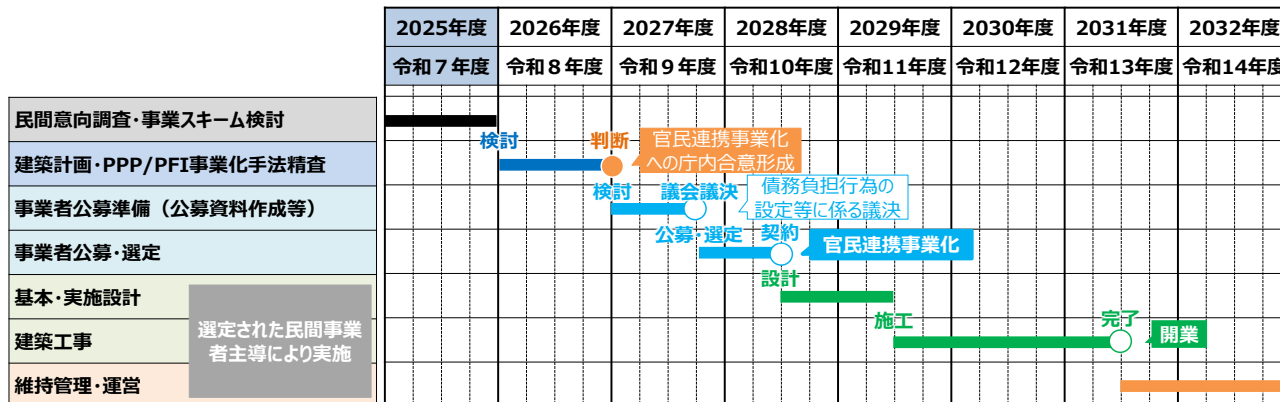 2025年度 2026年度 2027年度 2028年度 2029年度 2030年度 2031年度 2032年度
令和7年度 令和8年度 令和9年度 令和10年度 令和11年度 令和12年度 令和13年度 令和14年度
民間意向調査・事業スキーム検討
検討 判断
官民連携事業化
への庁内合意形成
建築計画・PPP/PFI事業化手法精査
検討 議会議決
債務負担行為の
設定等に係る議決
事業者公募準備（公募資料作成等）
公募・選定 契約
官民連携事業化
事業者公募・選定
設計
基本・実施設計
選定された民間事業
者主導により実施
施工 完了
開業
建築工事
維持管理・運営